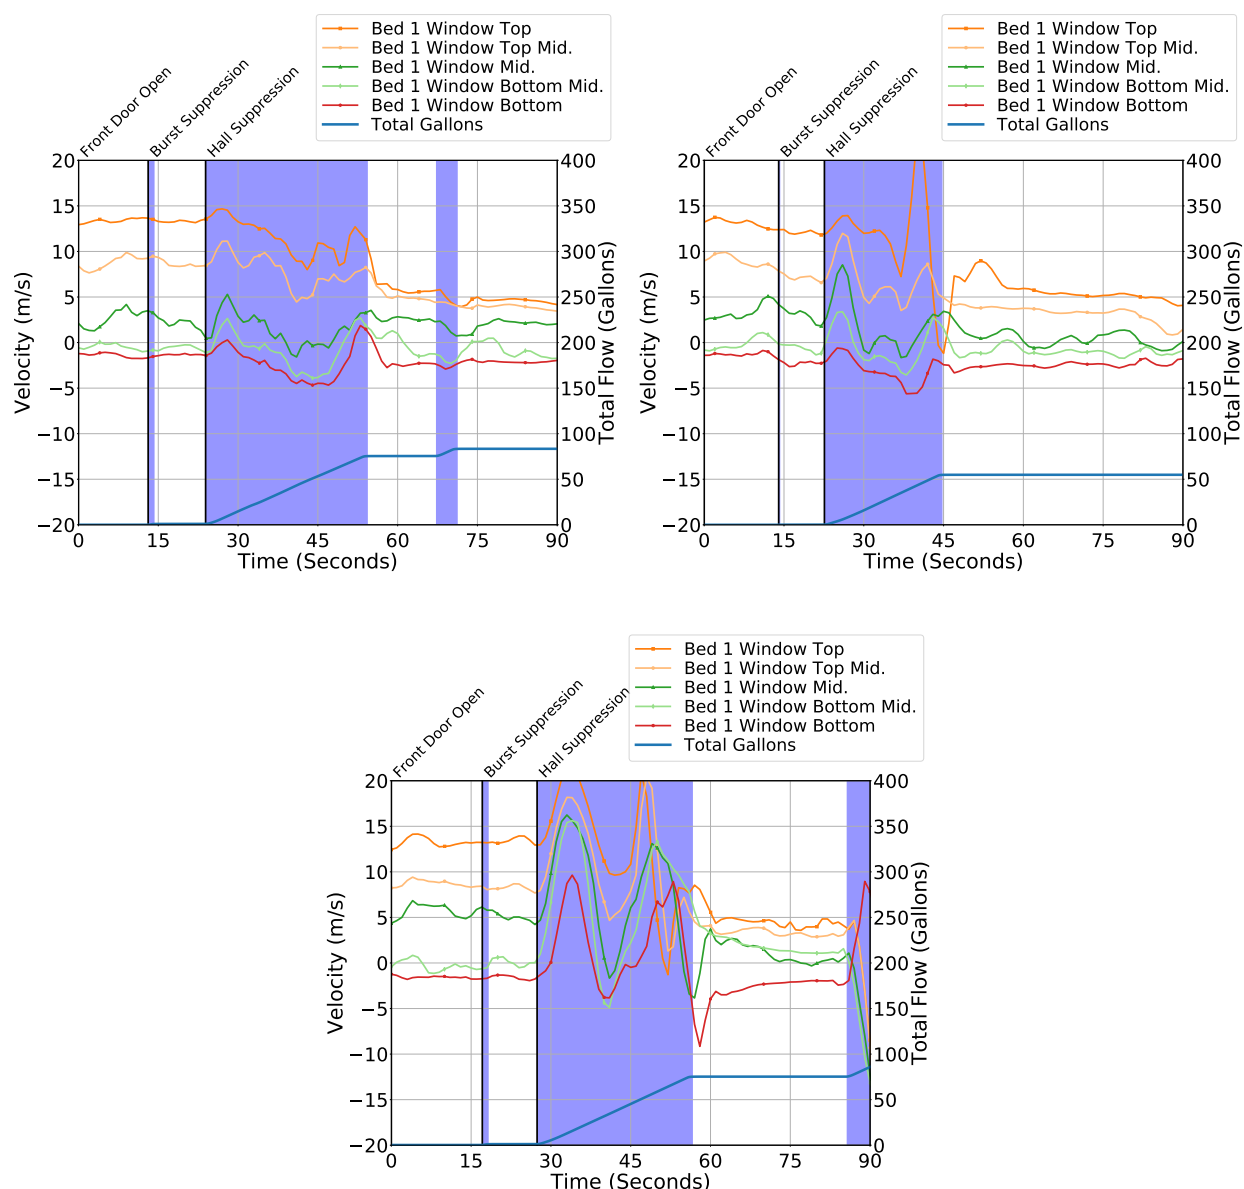 Bed 1 Window Top
Bed 1 Window Top Mid.
Bed 1 Window Mid.
Bed 1 Window Bottom Mid.
Bed 1 Window Bottom
Total Gallons
Front Door Open
Burst Suppression
Hall Suppression
20
15
10
5
0
−5
−10
−15
−20
Velocity (m/s)
400
350
300
250
200
150
100
50
0
Total Flow (Gallons)
0 15 30 45 60 75 90
Time (Seconds)
Bed 1 Window Top
Bed 1 Window Top Mid.
Bed 1 Window Mid.
Bed 1 Window Bottom Mid.
Bed 1 Window Bottom
Total Gallons
Front Door Open
Burst Suppression
Hall Suppression
20
15
10
5
0
−5
−10
−15
−20
Velocity (m/s)
400
350
300
250
200
150
100
50
0
Total Flow (Gallons)
0 15 30 45 60 75 90
Time (Seconds)
Bed 1 Window Top
Bed 1 Window Top Mid.
Bed 1 Window Mid.
Bed 1 Window Bottom Mid.
Bed 1 Window Bottom
Total Gallons
Front Door Open
Burst Suppression
Hall Suppression
20
15
10
5
0
−5
−10
−15
−20
Velocity (m/s)
400
350
300
250
200
150
100
50
0
Total Flow (Gallons)
0 15 30 45 60 75 90
Time (Seconds)